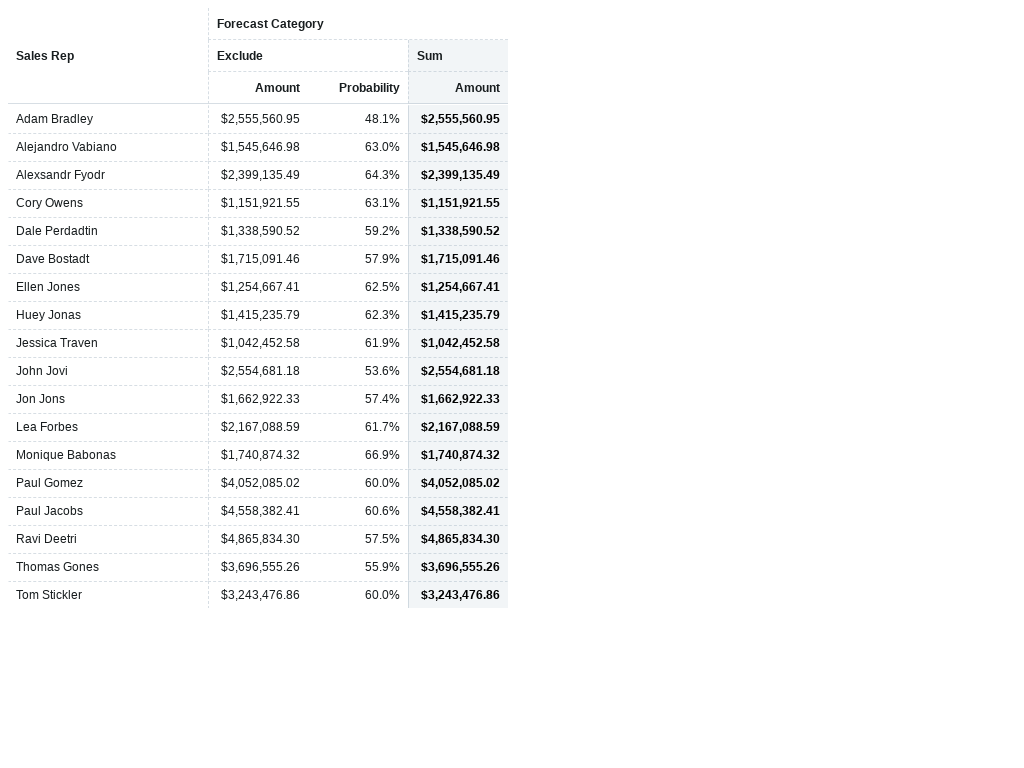 Forecast Category
Sales Rep Exclude Sum
Amount Probability Amount
Adam Bradley $2,555,560.95 48.1% $2,555,560.95
Alejandro Vabiano $1,545,646.98 63.0% $1,545,646.98
Alexsandr Fyodr $2,399,135.49 64.3% $2,399,135.49
Cory Owens $1,151,921.55 63.1% $1,151,921.55
Dale Perdadtin $1,338,590.52 59.2% $1,338,590.52
Dave Bostadt $1,715,091.46 57.9% $1,715,091.46
Ellen Jones $1,254,667.41 62.5% $1,254,667.41
Huey Jonas $1,415,235.79 62.3% $1,415,235.79
Jessica Traven $1,042,452.58 61.9% $1,042,452.58
John Jovi $2,554,681.18 53.6% $2,554,681.18
Jon Jons $1,662,922.33 57.4% $1,662,922.33
Lea Forbes $2,167,088.59 61.7% $2,167,088.59
Monique Babonas $1,740,874.32 66.9% $1,740,874.32
Paul Gomez $4,052,085.02 60.0% $4,052,085.02
Paul Jacobs $4,558,382.41 60.6% $4,558,382.41
Ravi Deetri $4,865,834.30 57.5% $4,865,834.30
Thomas Gones $3,696,555.26 55.9% $3,696,555.26
Tom Stickler $3,243,476.86 60.0% $3,243,476.86